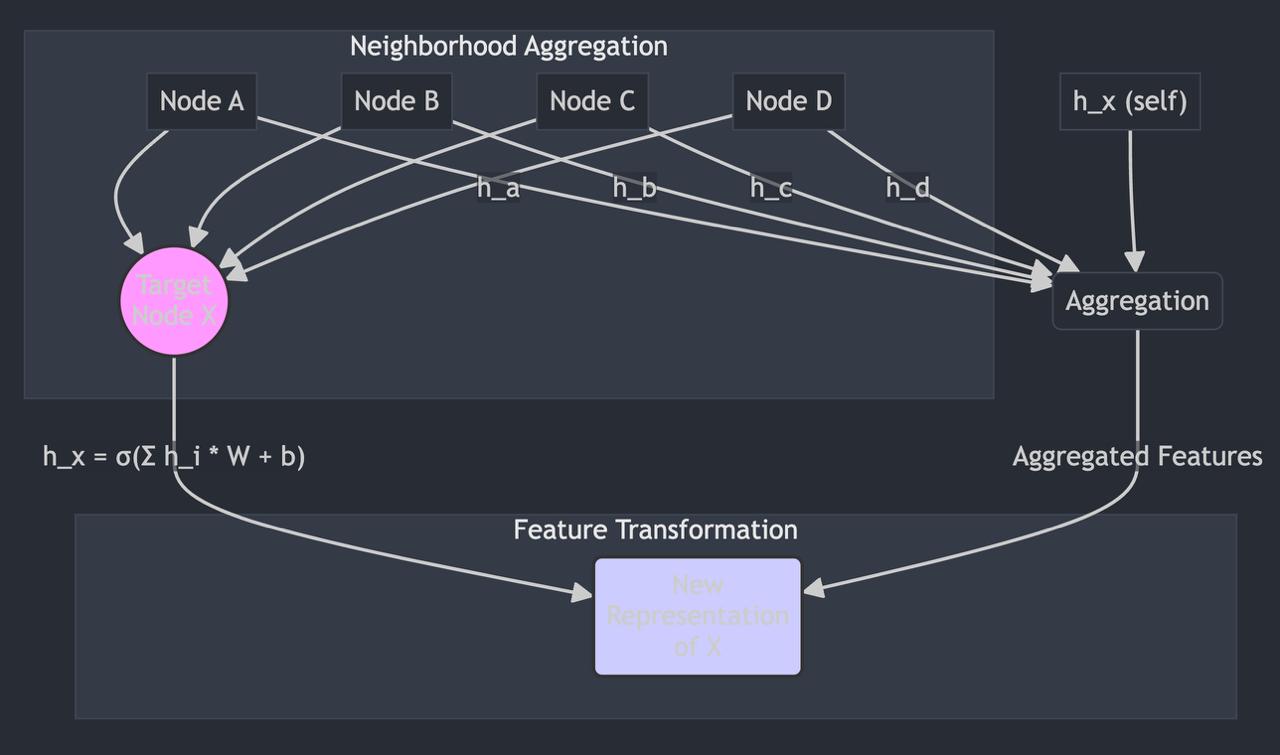 Neighborhood Aggregation
Node A
Node B
Node C
Node D
h_x (self)
h_a
h_b
h_c
h_d
Target
Node X
Aggregation
h_x = σ(Σ h_i * W + b)
Aggregated Features
Feature Transformation
New
Representation
of X